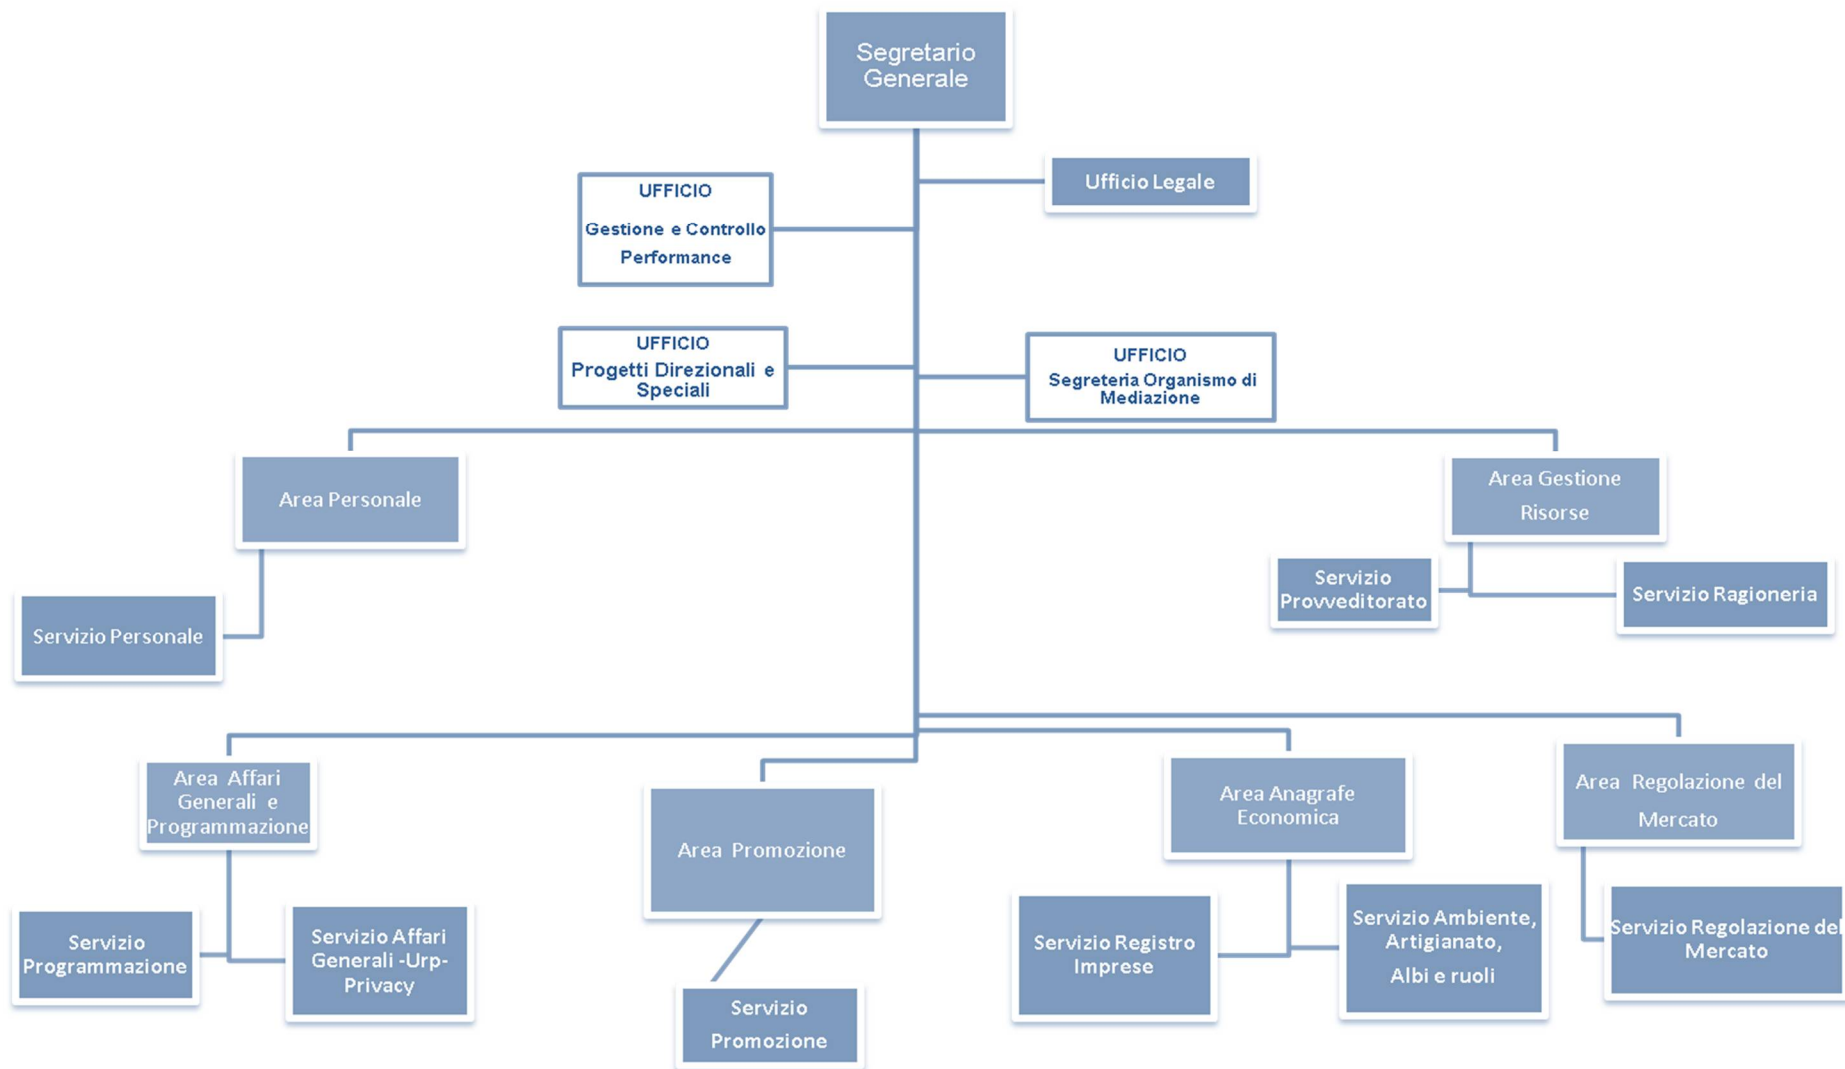 Segretario
Generale
Ufficio Legale
UFFICIO
Gestione e Controllo
Performance
UFFICIO
Progetti Direzionali e
Speciali
UFFICIO
Segreteria Organismo di
Mediazione
Area Personale
Area Gestione
Risorse
Servizio
Provveditorato
Servizio Ragioneria
Servizio Personale
Area Affari
Generali e
Programmazione
Area Promozione
Area Anagrafe
Economica
Area Regolazione del
Mercato
Servizio
Programmazione
Servizio Affari
Generali -Urp-
Privacy
Servizio
Promozione
Servizio Registro
Imprese
Servizio Ambiente,
Artigianato,
Albi e ruoli
Servizio Regolazione del
Mercato